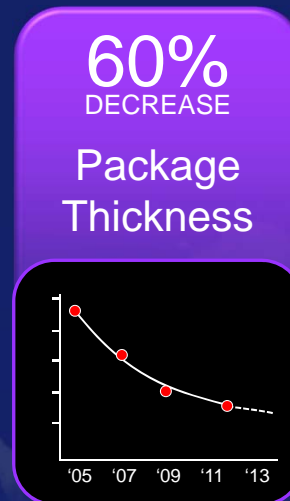 60%
DECREASE
Package
Thickness
‘05 ‘07 ‘09 ‘11 ‘13